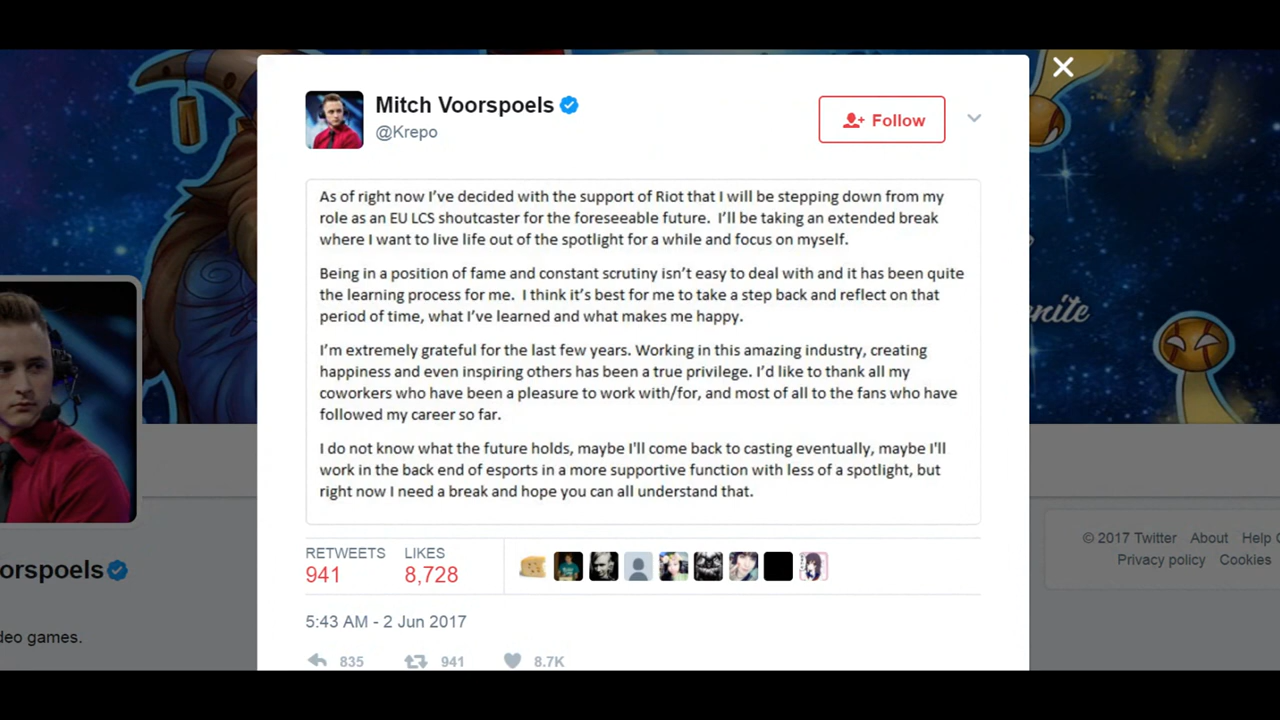 Mitch Voorspoels
@Krepo
Follow
As of right now I've decided with the support of Riot that I will be stepping down from my
role as an EU LCS shoutcaster for the foreseeable future.  I'll be taking an extended break
where I want to live life out of the spotlight for a while and focus on myself.
Being in a position of fame and constant scrutiny isn't easy to deal with and it has been quite
the learning process for me.  I think it's best for me to take a step back and reflect on that
period of time, what I've learned and what makes me happy.
I'm extremely grateful for the last few years. Working in this amazing industry, creating
happiness and even inspiring others has been a true privilege. I'd like to thank all my
coworkers who have been a pleasure to work with/for, and most of all to the fans who have
followed my career so far.
I do not know what the future holds, maybe I'll come back to casting eventually, maybe I'll
work in the back end of esports in a more supportive function with less of a spotlight, but
right now I need a break and hope you can all understand that.
RETWEETS LIKES
941 8,728
5:43 AM - 2 Jun 2017
835 941 8.7K
orspoels
deo games.
© 2017 Twitter About Help
Privacy policy Cookies